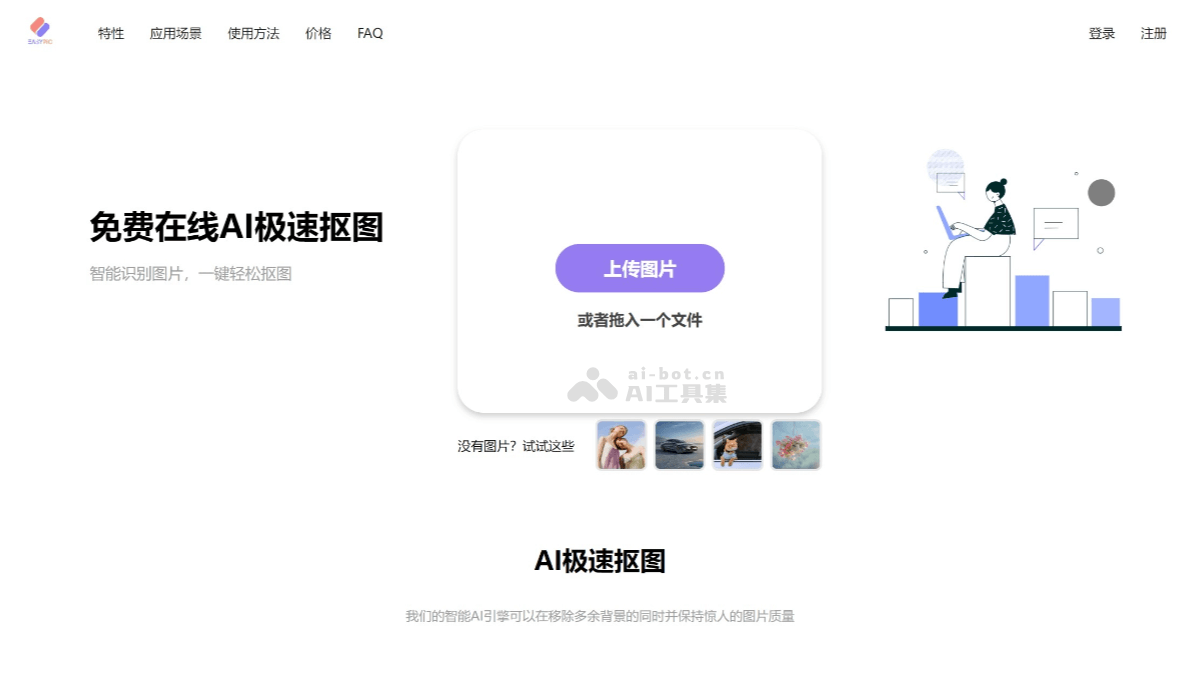 特性
应用场景
使用方法
价格
FAQ
登录
注册
免费在线AI极速抠图
智能识别图片，一键轻松抠图
上传图片
或者拖入一个文件
ai-bot.cn
AI工具集
没有图片？试试这些
AI极速抠图
我们的智能AI引擎可以在移除多余背景的同时并保持惊人的图片质量